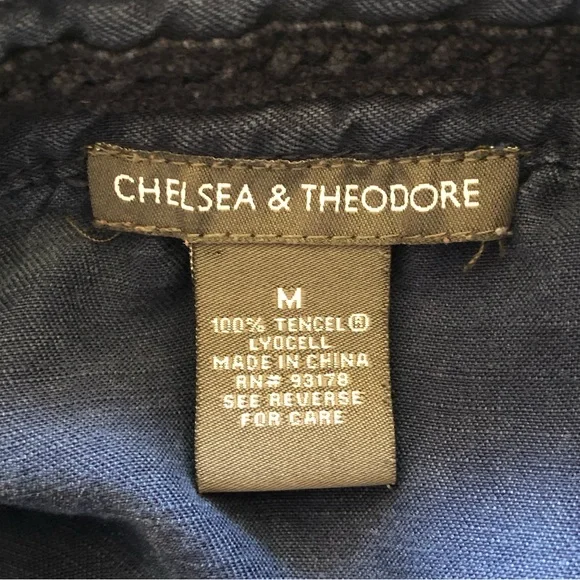 CHELSEA & THEODORE
M
100% TENCEL®
LYOCELL
MADE IN CHINA
RN# 93178
SEE REVERSE
FOR CARE